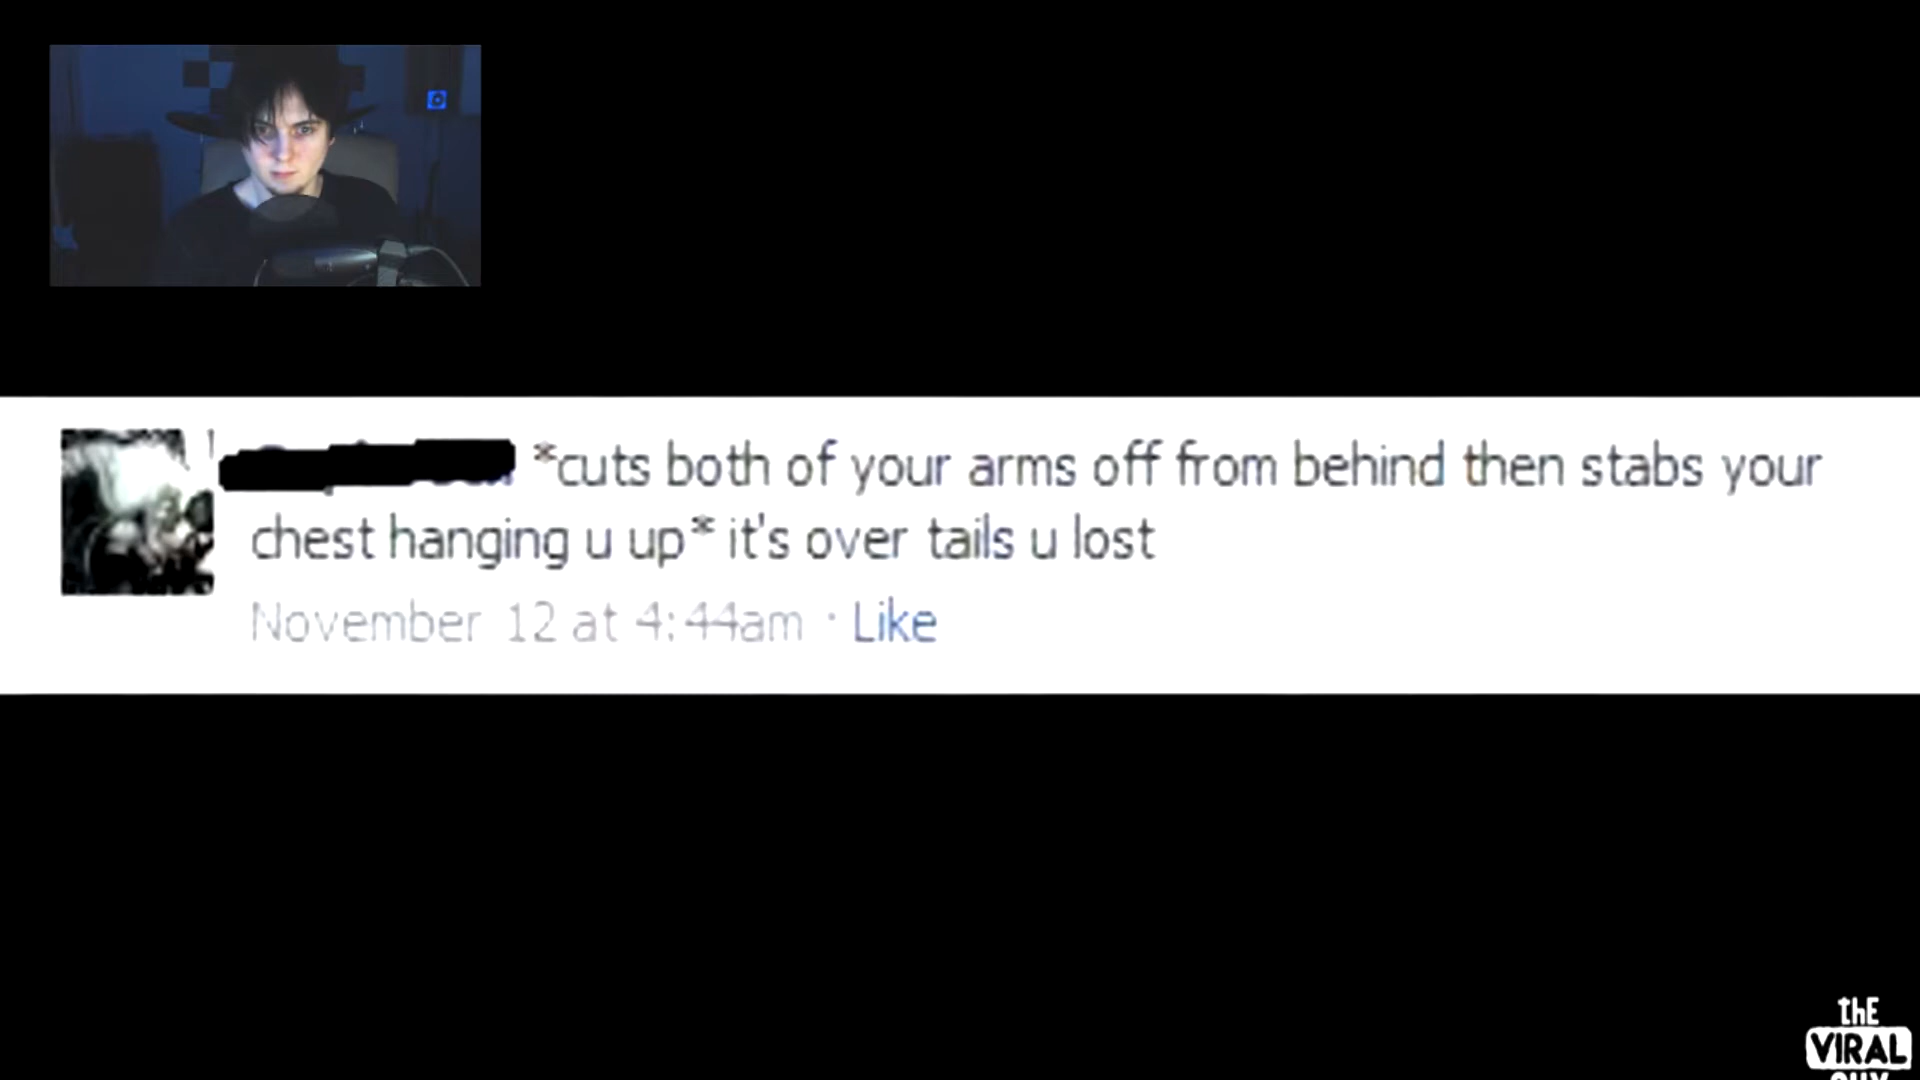 *cuts both of your arms off from behind then stabs your
chest hanging u up* it's over tails u lost
November 12 at 4:44am · Like
thE
VIRAL